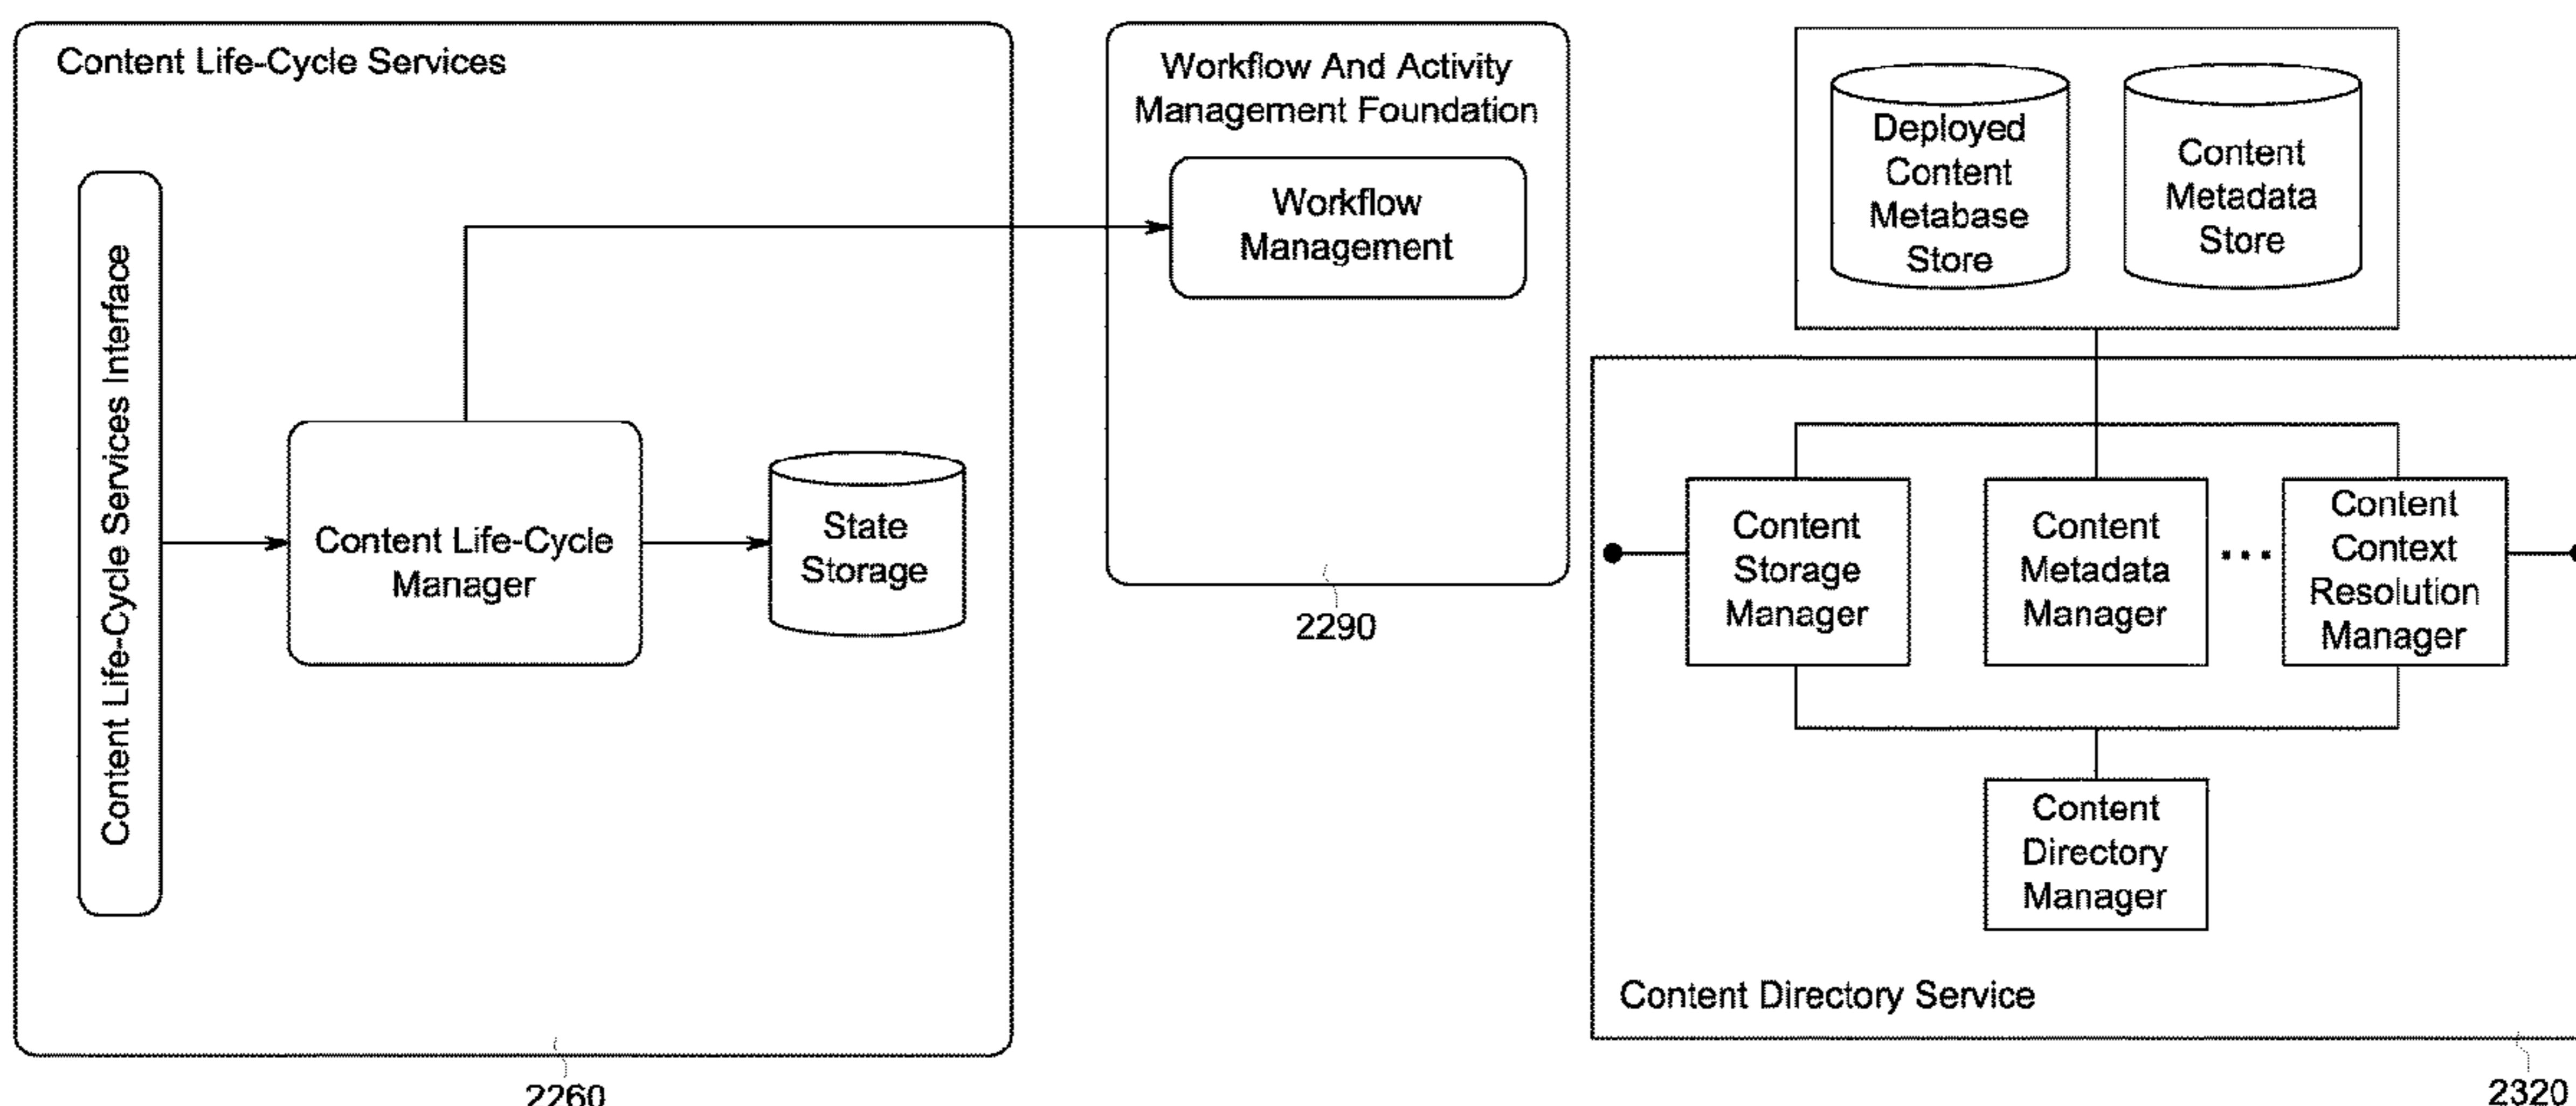 Content Life-Cycle Services
Content Life-Cycle Services Interface
Content Life-Cycle
Manager
State
Storage
2260
Workflow And Activity
Management Foundation
Workflow
Management
2290
Deployed
Content
Metabase
Store
Content
Metadata
Store
Content
Storage
Manager
Content
Metadata
Manager
...
Content
Context
Resolution
Manager
Content
Directory
Manager
Content Directory Service
2320